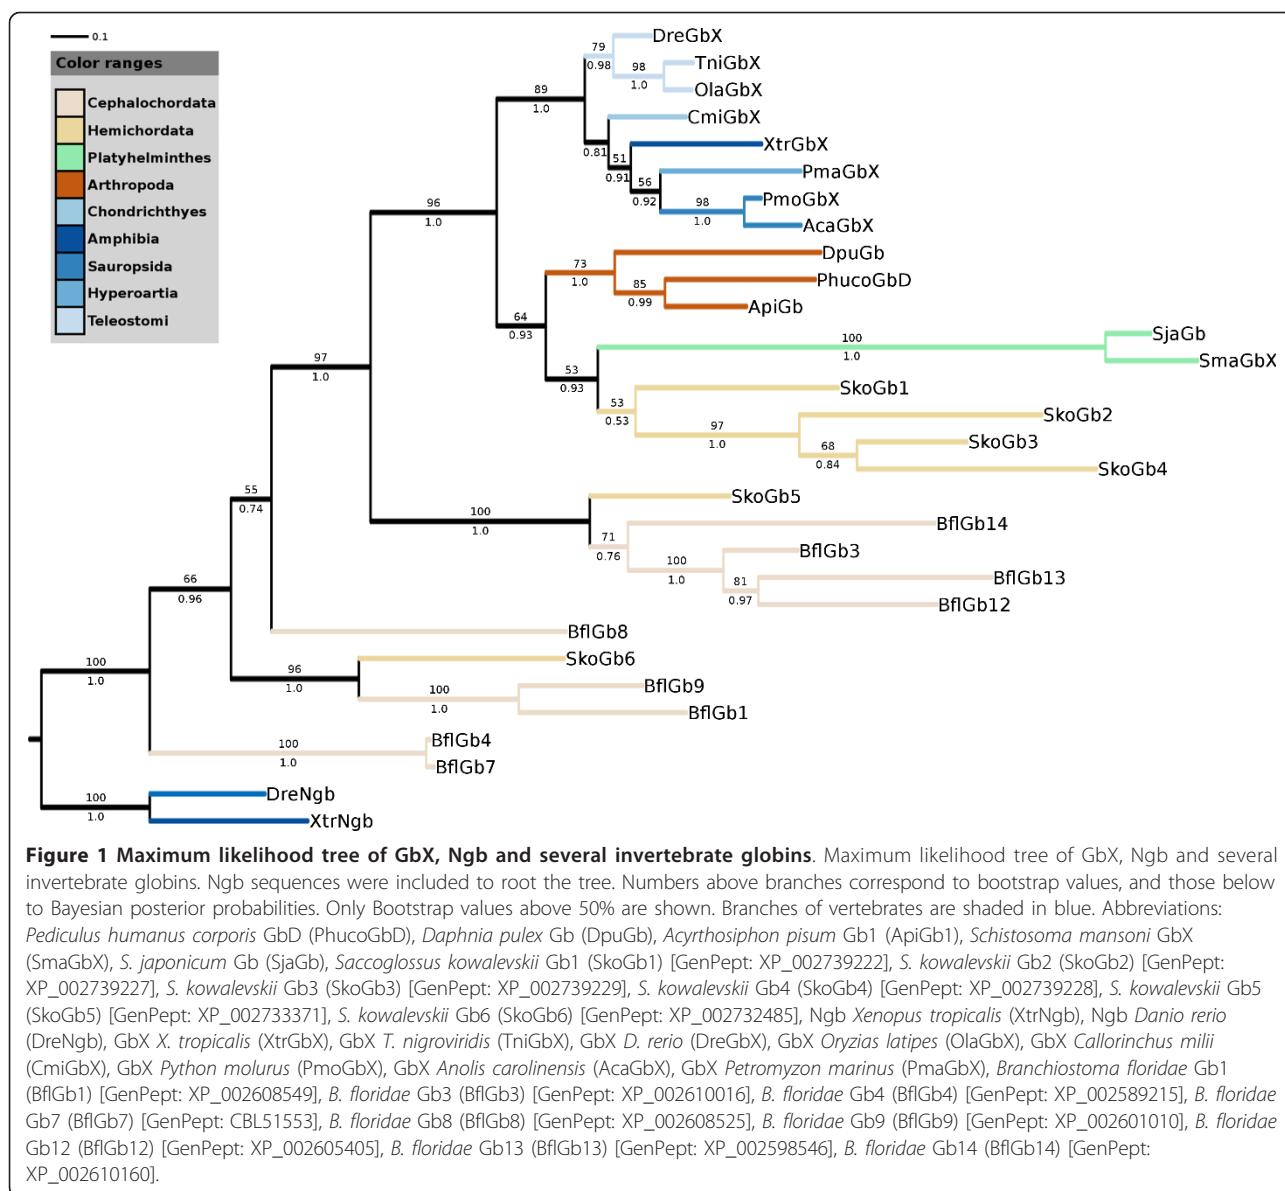 0.1
Color ranges
Cephalochordata
Hemichordata
Platyhelminthes
Arthropoda
Chondrichthyes
Amphibia
Sauropsida
Hyperoartia
Teleostomi
DreGbX
79
0.98
TniGbX
98
1.0
OlaGbX
89
1.0
CmiGbX
0.81
XtrGbX
51
0.91
PmaGbX
56
0.92
PmoGbX
98
1.0
AcaGbX
96
1.0
DpuGb
73
1.0
PhucoGbD
85
0.99
ApiGb
64
0.93
SjaGb
100
1.0
SmaGbX
53
0.93
SkoGb1
53
0.53
SkoGb2
97
1.0
SkoGb3
68
0.84
SkoGb4
97
1.0
SkoGb5
100
1.0
BflGb14
71
0.76
BflGb3
100
1.0
BflGb13
81
0.97
BflGb12
55
0.74
BflGb8
66
0.96
SkoGb6
96
1.0
BflGb9
100
1.0
BflGb1
100
1.0
BflGb4
100
1.0
BflGb7
DreNgb
100
1.0
XtrNgb
Figure 1 Maximum likelihood tree of GbX, Ngb and several invertebrate globins. Maximum likelihood tree of GbX, Ngb and several
invertebrate globins. Ngb sequences were included to root the tree. Numbers above branches correspond to bootstrap values, and those below
to Bayesian posterior probabilities. Only Bootstrap values above 50% are shown. Branches of vertebrates are shaded in blue. Abbreviations:
Pediculus humanus corporis GbD (PhucoGbD), Daphnia pulex Gb (DpuGb), Acyrthosiphon pisum Gb1 (ApiGb1), Schistosoma mansoni GbX
(SmaGbX), S. japonicum Gb (SjaGb), Saccoglossus kowalevskii Gb1 (SkoGb1) [GenPept: XP_002739222], S. kowalevskii Gb2 (SkoGb2) [GenPept:
XP_002739227], S. kowalevskii Gb3 (SkoGb3) [GenPept: XP_002739229], S. kowalevskii Gb4 (SkoGb4) [GenPept: XP_002739228], S. kowalevskii Gb5
(SkoGb5) [GenPept: XP_002733371], S. kowalevskii Gb6 (SkoGb6) [GenPept: XP_002732485], Ngb Xenopus tropicalis (XtrNgb), Ngb Danio rerio
(DreNgb), GbX X. tropicalis (XtrGbX), GbX T. nigroviridis (TniGbX), GbX D. rerio (DreGbX), GbX Oryzias latipes (OlaGbX), GbX Callorinchus milii
(CmiGbX), GbX Python molurus (PmoGbX), GbX Anolis carolinensis (AcaGbX), GbX Petromyzon marinus (PmaGbX), Branchiostoma floridae Gb1
(BflGb1) [GenPept: XP_002608549], B. floridae Gb3 (BflGb3) [GenPept: XP_002610016], B. floridae Gb4 (BflGb4) [GenPept: XP_002589215], B. floridae
Gb7 (BflGb7) [GenPept: CBL51553], B. floridae Gb8 (BflGb8) [GenPept: XP_002608525], B. floridae Gb9 (BflGb9) [GenPept: XP_002601010], B. floridae
Gb12 (BflGb12) [GenPept: XP_002605405], B. floridae Gb13 (BflGb13) [GenPept: XP_002598546], B. floridae Gb14 (BflGb14) [GenPept:
XP_002610160].